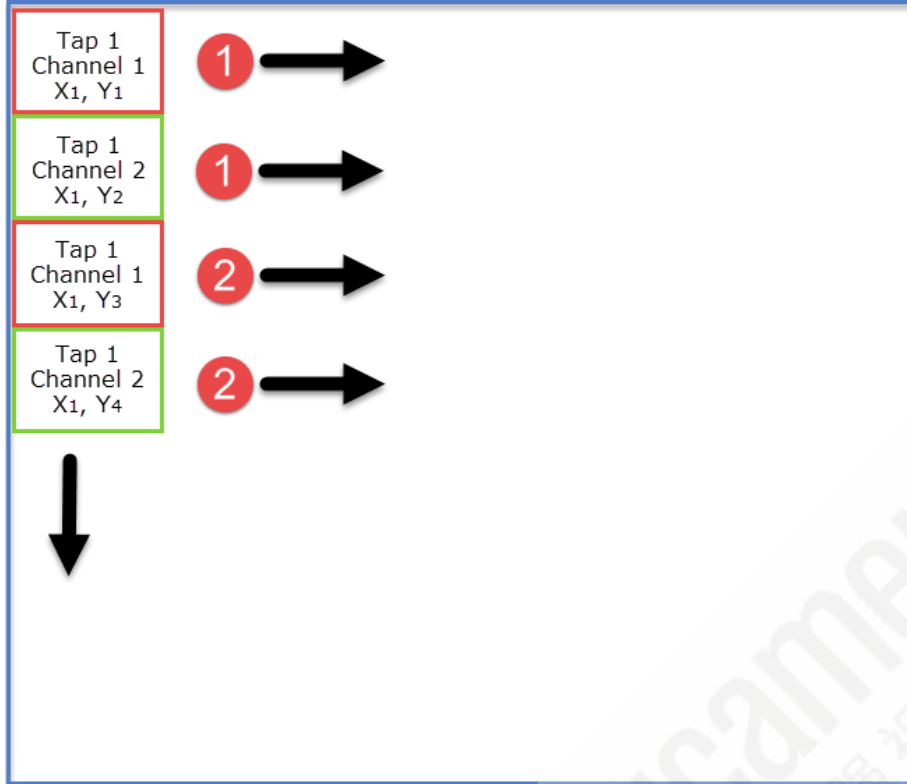 Tap 1
Channel 1
X1, Y1
1
Tap 1
Channel 2
X1, Y2
1
Tap 1
Channel 1
X1, Y3
2
Tap 1
Channel 2
X1, Y4
2